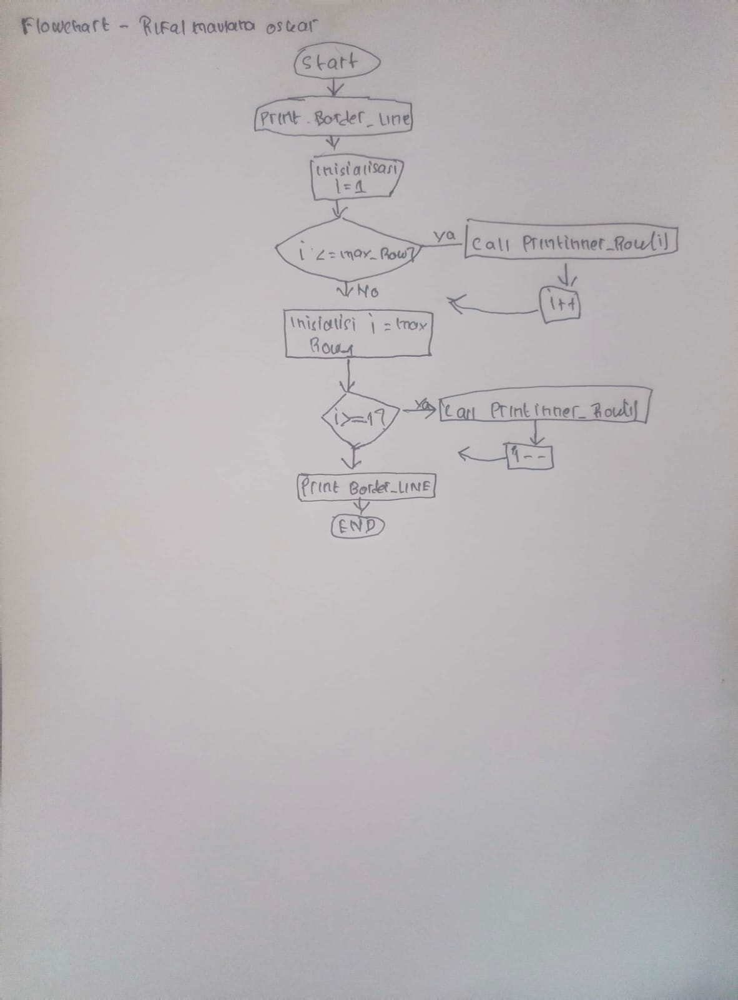 Flowchart - Rifal maulana oscar
Start
Print Border_Line
inisialisasi
i = 1
i <= max_Row?
ya
Call Printinner_Row(i)
No
i++
Inisialisi i = max
Row-1
i >= 1?
ya
Call Printinner_Row(i)
i--
Print Border_LINE
END